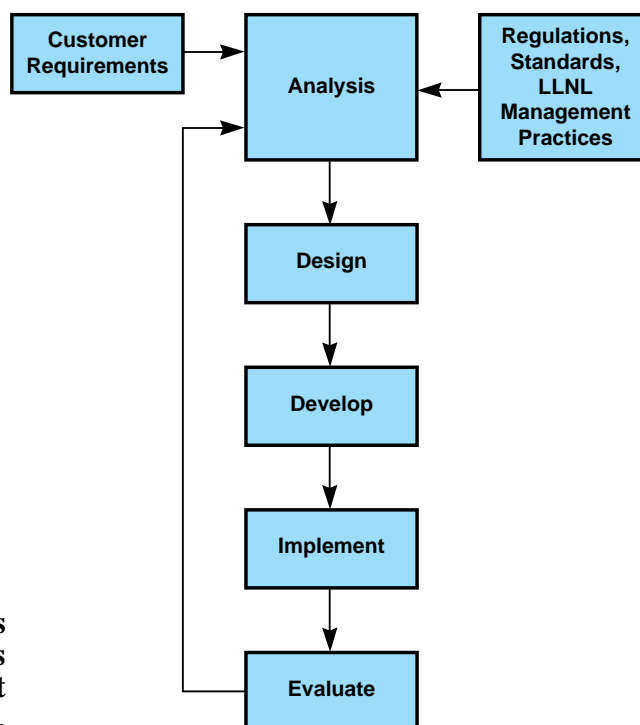 Customer
Requirements
Analysis
Regulations,
Standards,
LLNL
Management
Practices
Design
Develop
Implement
Evaluate
s
s
t